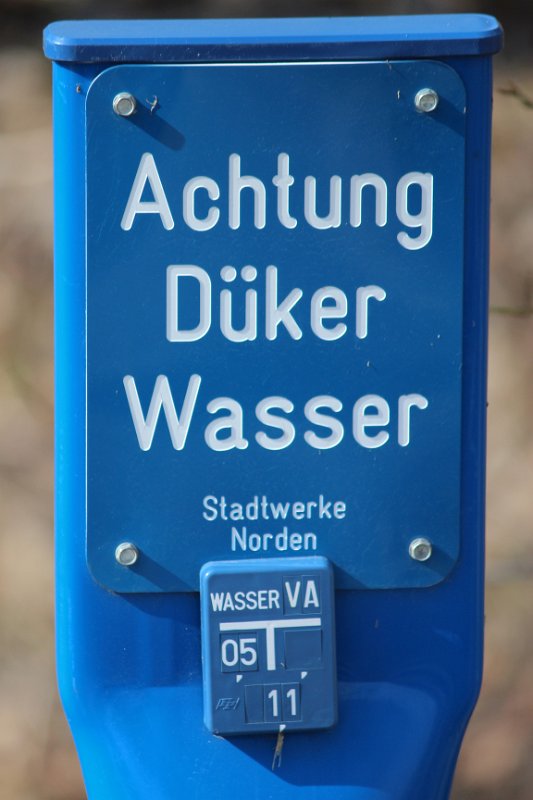 Achtung
Düker
Wasser
Stadtwerke
Norden
WASSER VA
05
11